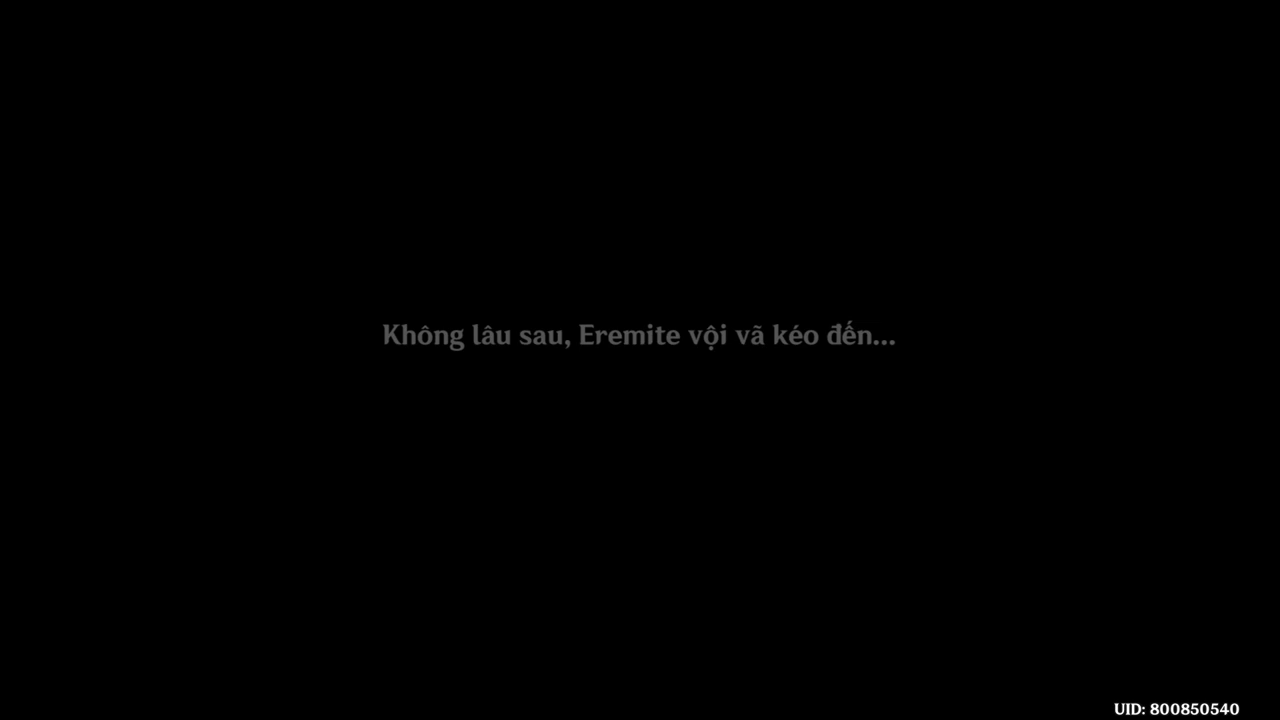 Không lâu sau, Eremite vội vã kéo đến...
UID: 800850540